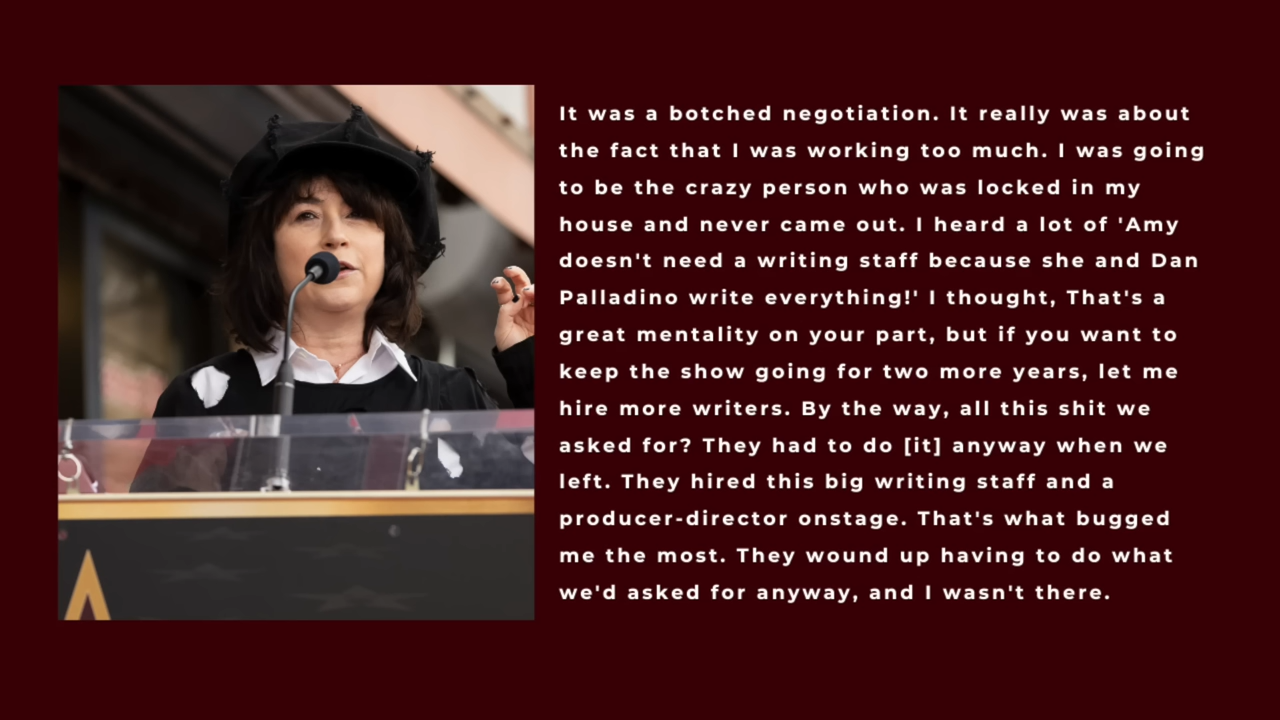 It was a botched negotiation. It really was about
the fact that I was working too much. I was going
to be the crazy person who was locked in my
house and never came out. I heard a lot of 'Amy
doesn't need a writing staff because she and Dan
Palladino write everything!' I thought, That's a
great mentality on your part, but if you want to
keep the show going for two more years, let me
hire more writers. By the way, all this shit we
asked for? They had to do [it] anyway when we
left. They hired this big writing staff and a
producer-director onstage. That's what bugged
me the most. They wound up having to do what
we'd asked for anyway, and I wasn't there.